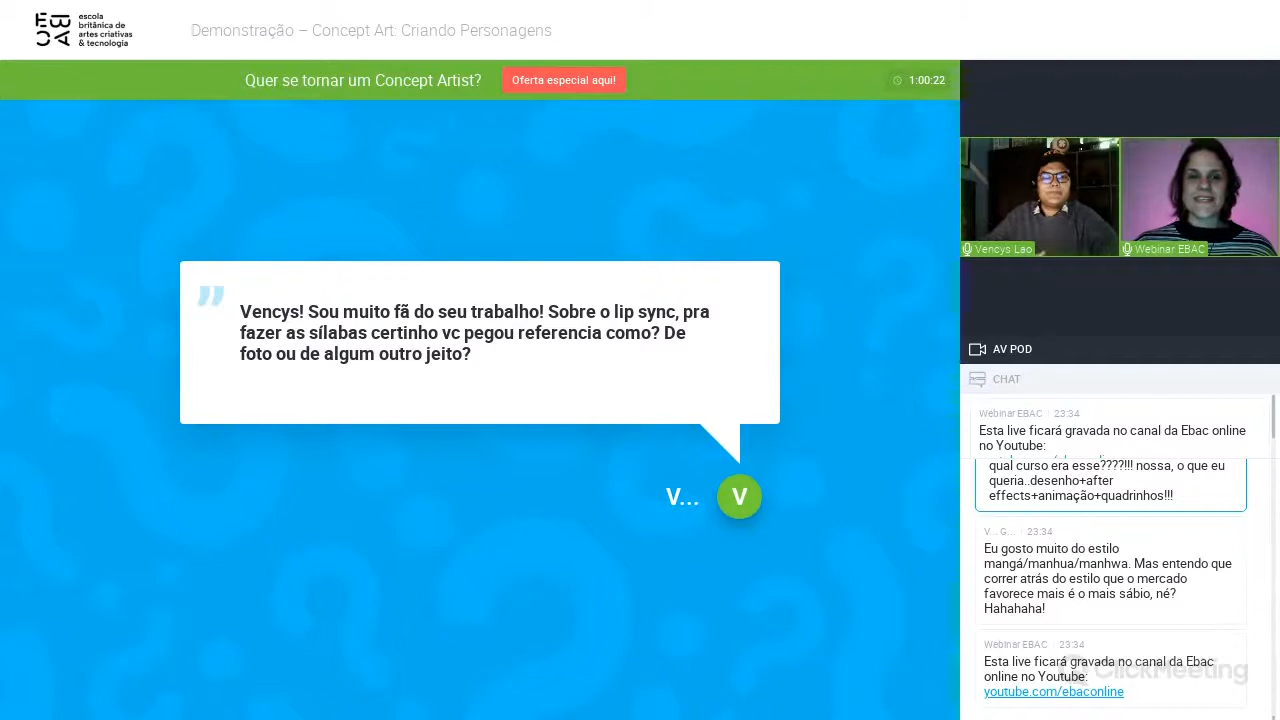 escola
britânica de
artes criativas
& tecnologia
Demonstração – Concept Art: Criando Personagens
Quer se tornar um Concept Artist?
Oferta especial aqui!
1:00:22
Vencys! Sou muito fã do seu trabalho! Sobre o lip sync, pra
fazer as sílabas certinho vc pegou referencia como? De
foto ou de algum outro jeito?
V...
V
Vencys Lao
Webinar EBAC
AV POD
CHAT
Webinar EBAC 23:34
Esta live ficará gravada no canal da Ebac online
no Youtube:
qual curso era esse????!!! nossa, o que eu
queria..desenho+after
effects+animação+quadrinhos!!!
V... G... 23:34
Eu gosto muito do estilo
mangá/manhua/manhwa. Mas entendo que
correr atrás do estilo que o mercado
favorece mais é o mais sábio, né?
Hahahaha!
Webinar EBAC 23:34
Esta live ficará gravada no canal da Ebac
online no Youtube:
youtube.com/ebaconline
ClickMeeting